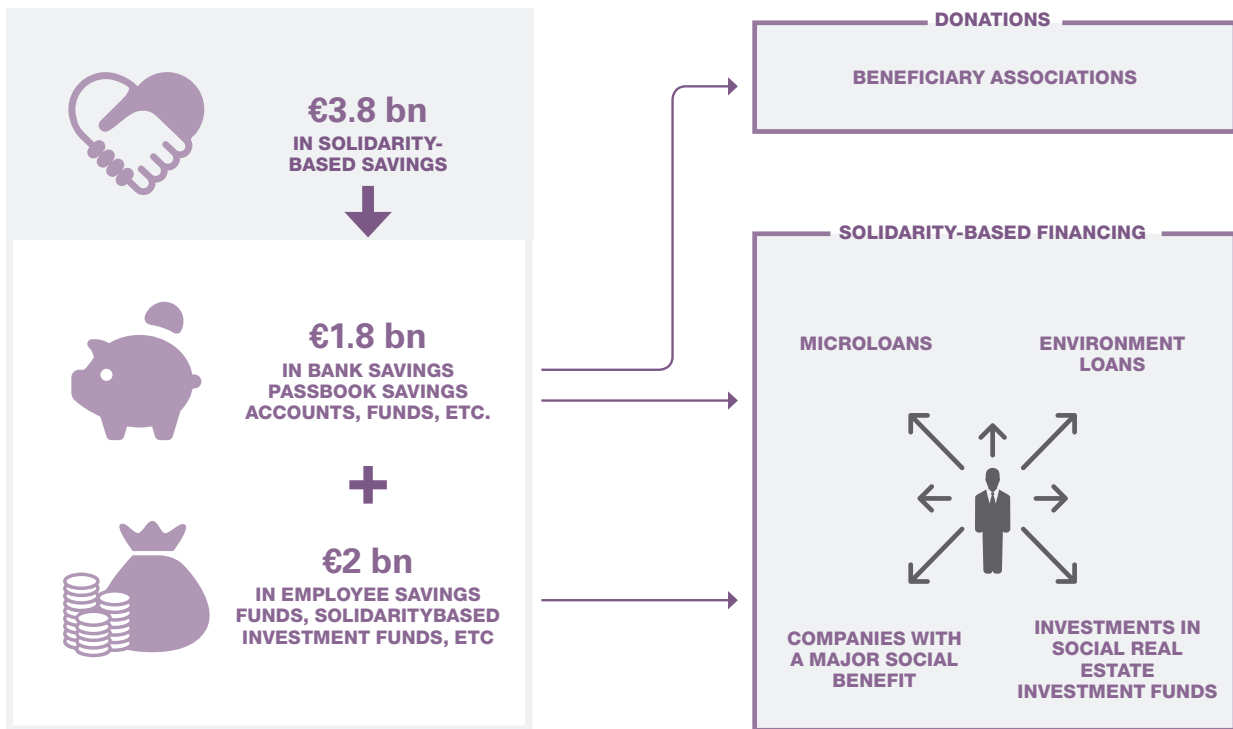 €3.8 bn
IN SOLIDARITY-
BASED SAVINGS
€1.8 bn
IN BANK SAVINGS
PASSBOOK SAVINGS
ACCOUNTS, FUNDS, ETC.
+
€2 bn
IN EMPLOYEE SAVINGS
FUNDS, SOLIDARITYBASED
INVESTMENT FUNDS, ETC
DONATIONS
BENEFICIARY ASSOCIATIONS
SOLIDARITY-BASED FINANCING
MICROLOANS
ENVIRONMENT
LOANS
COMPANIES WITH
A MAJOR SOCIAL
BENEFIT
INVESTMENTS IN
SOCIAL REAL
ESTATE
INVESTMENT FUNDS